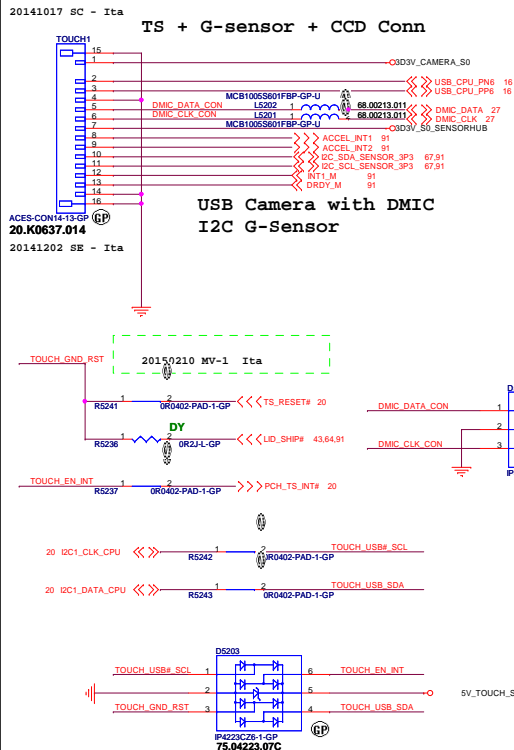 20141017 SC - Ita
TS + G-sensor + CCD Conn
TOUCH1
15
1
3D3V_CAMERA_S0
2
USB_CPU_PN6 16
3
USB_CPU_PP6 16
4
MCB1005S601FBP-GP-U
5
DMIC_DATA_CON
L5202
1
68.00213.011
DMIC_DATA 27
6
DMIC_CLK_CON
L5201
1
68.00213.011
DMIC_CLK 27
7
MCB1005S601FBP-GP-U
3D3V_S0_SENSORHUB
8
ACCEL_INT1 91
9
ACCEL_INT2 91
10
I2C_SDA_SENSOR_3P3 67,91
11
I2C_SCL_SENSOR_3P3 67,91
12
INT1_M 91
13
DRDY_M 91
14
16
USB Camera with DMIC
I2C G-Sensor
ACES-CON14-13-GP
GP
20.K0637.014
20141202 SE - Ita
20150210 MV-1 Ita
TOUCH_GND_RST
1
2
TS_RESET# 20
R5241
0R0402-PAD-1-GP
DY
1
2
LID_SHIP# 43,64,91
R5236
0R2J-L-GP
TOUCH_EN_INT
1
2
PCH_TS_INT# 20
R5237
0R0402-PAD-1-GP
D
DMIC_DATA_CON
1
2
DMIC_CLK_CON
3
IP
20 I2C1_CLK_CPU
1
2
TOUCH_USB#_SCL
R5242
0R0402-PAD-1-GP
20 I2C1_DATA_CPU
1
2
TOUCH_USB_SDA
R5243
0R0402-PAD-1-GP
D5203
TOUCH_USB#_SCL
1
6
TOUCH_EN_INT
2
5
5V_TOUCH_S
TOUCH_GND_RST
3
4
TOUCH_USB_SDA
IP4223CZ6-1-GP
GP
75.04223.07C